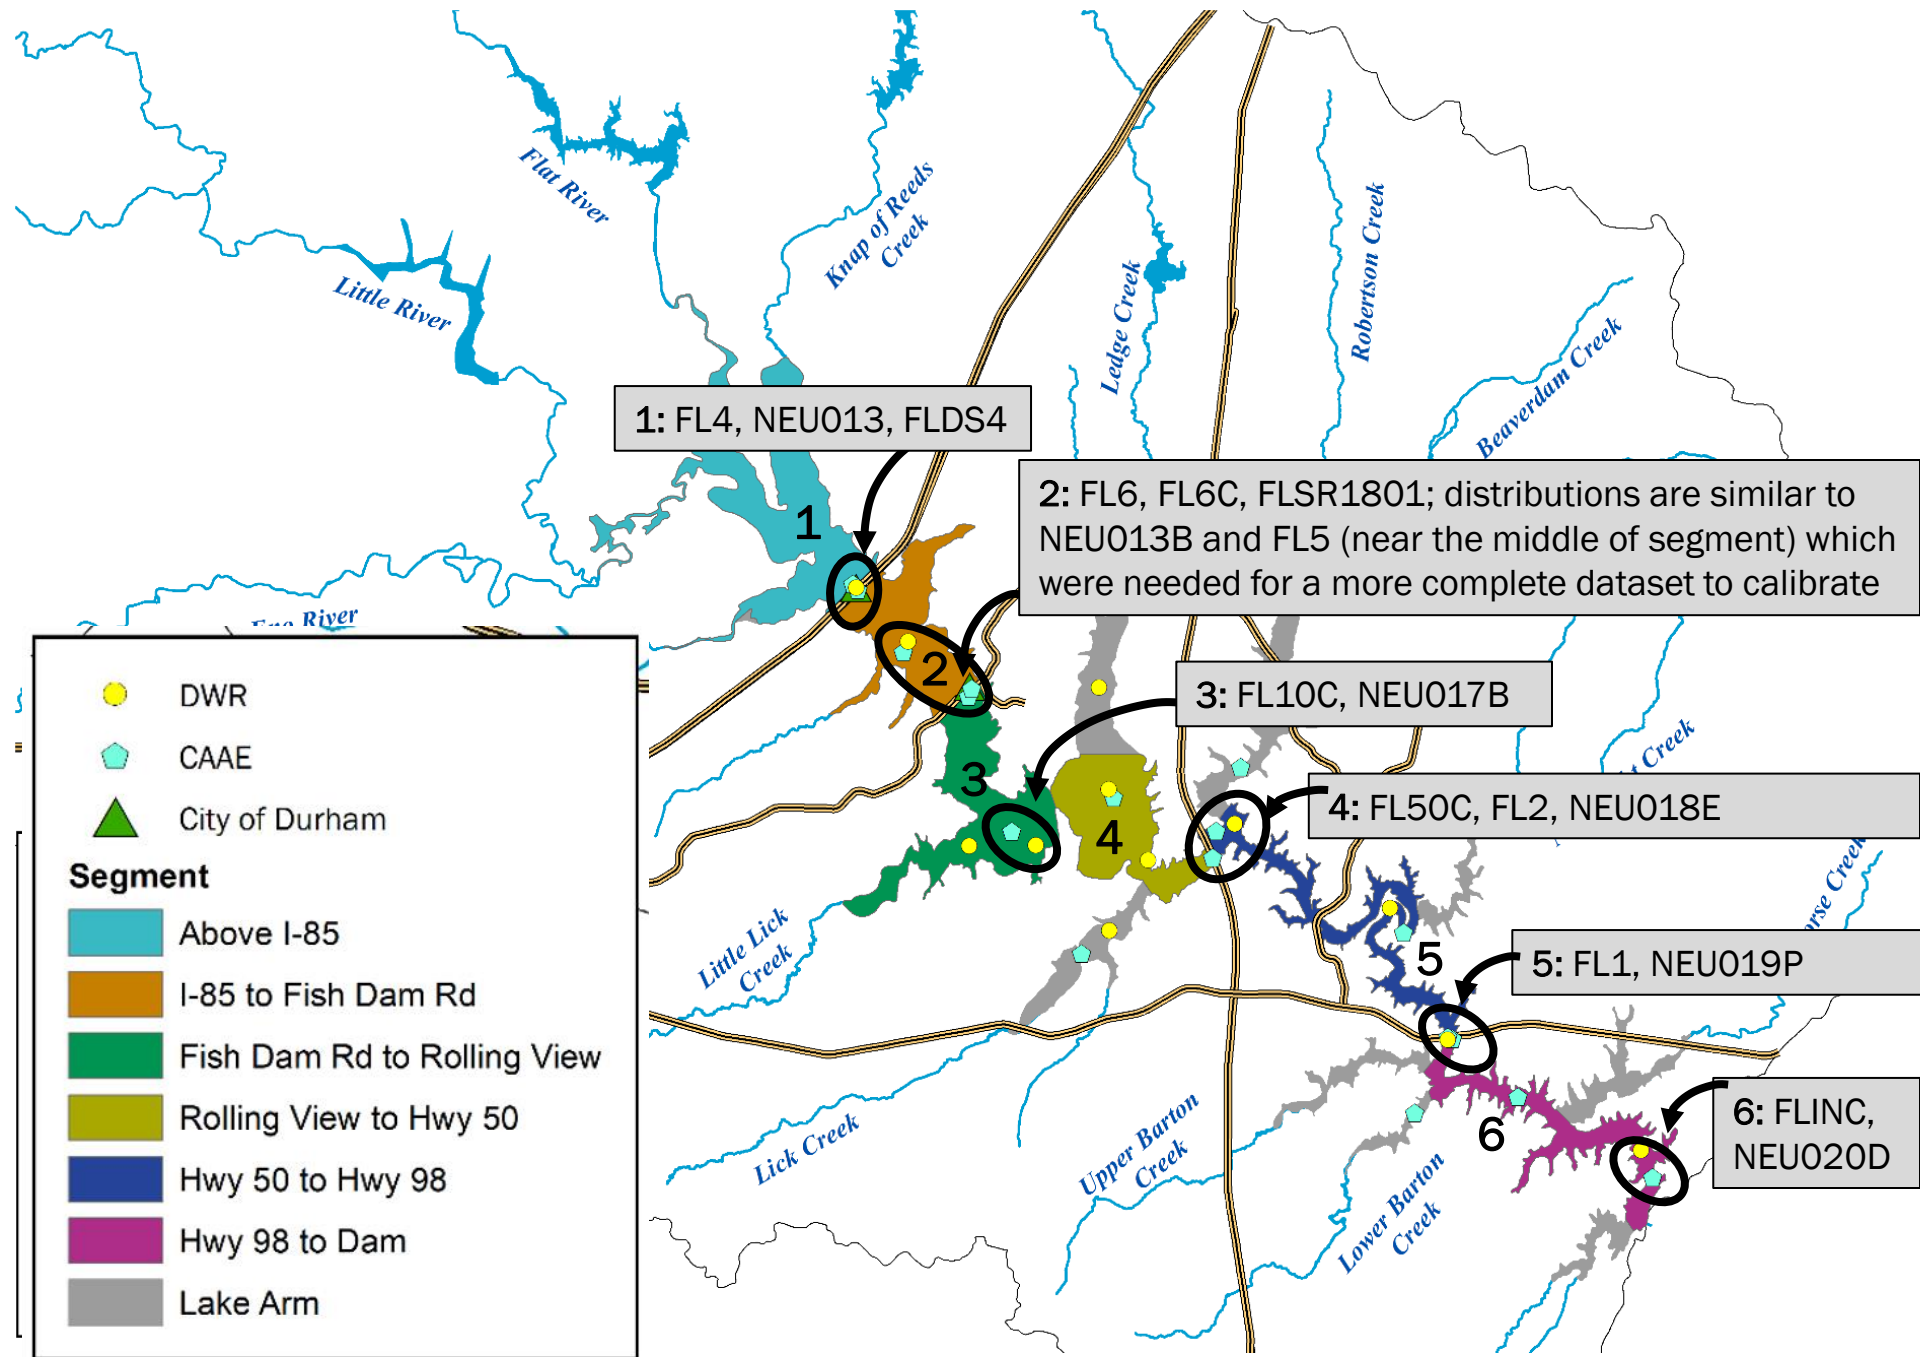 Flat River
Knap of Reeds
Creek
Little River
Ledge Creek
Robertson Creek
Beaverdam Creek
1: FL4, NEU013, FLDS4
2: FL6, FL6C, FLSR1801; distributions are similar to
NEU013B and FL5 (near the middle of segment) which
were needed for a more complete dataset to calibrate
1
River
2
3: FL10C, NEU017B
3
4
4: FL50C, FL2, NEU018E
Creek
Creek
5
5: FL1, NEU019P
6
6: FLINC,
NEU020D
Little Lick
Creek
Lick Creek
Upper Barton
Creek
Lower Barton
Creek
DWR
CAAE
City of Durham
Segment
Above I-85
I-85 to Fish Dam Rd
Fish Dam Rd to Rolling View
Rolling View to Hwy 50
Hwy 50 to Hwy 98
Hwy 98 to Dam
Lake Arm